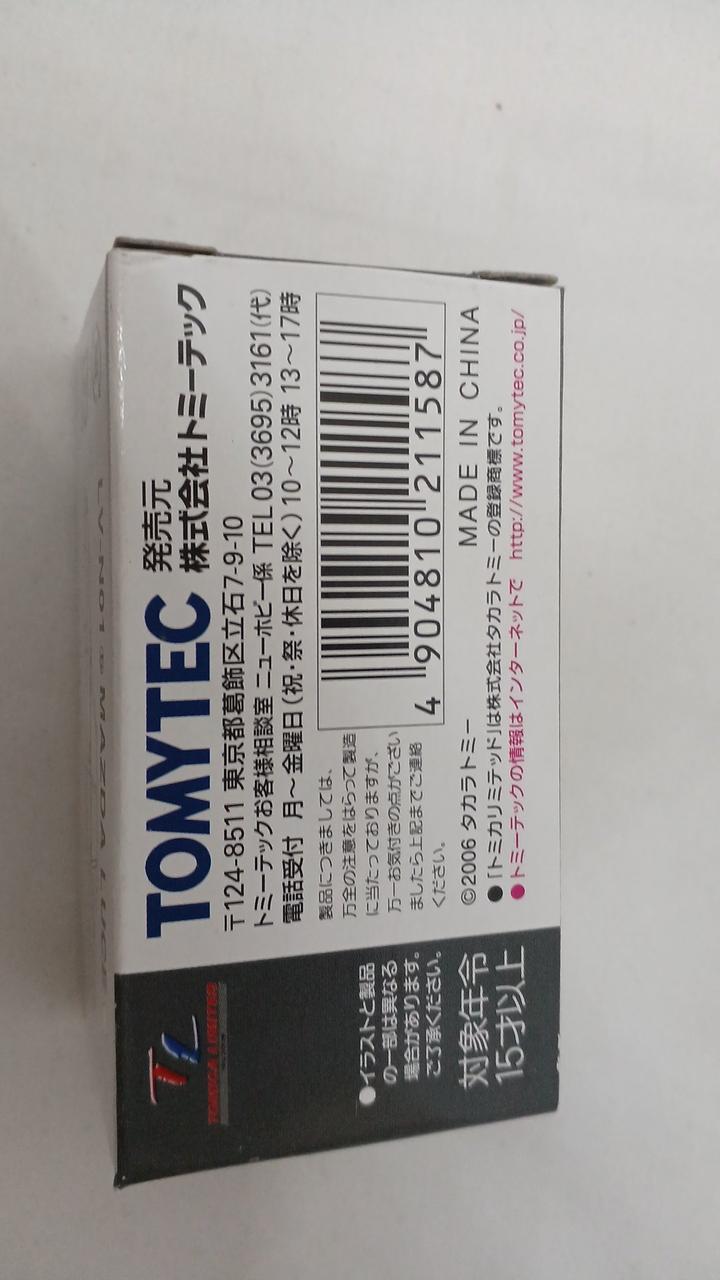 LV-N01 MAZDA LUCE
TOMYTEC 発売元
株式会社トミーテック
〒124-8511 東京都葛飾区立石7-9-10
トミーテックお客様相談室 ニューホビー係 TEL 03(3695)3161(代)
電話受付 月〜金曜日(祝・祭・休日を除く) 10〜12時 13〜17時
製品につきましては、
万全の注意をはらって製造
に当たっておりますが、
万一お気付きの点がござい
ましたら上記までご連絡
ください。
4 904810 211587
©2006 タカラトミー MADE IN CHINA
●「トミカリミテッド」は株式会社タカラトミーの登録商標です。
●トミーテックの情報はインターネットで http://www.tomytec.co.jp/
TL
TOMICA LIMITED
●イラストと製品
の一部は異なる
場合があります。
ご了承ください。
対象年令
15才以上